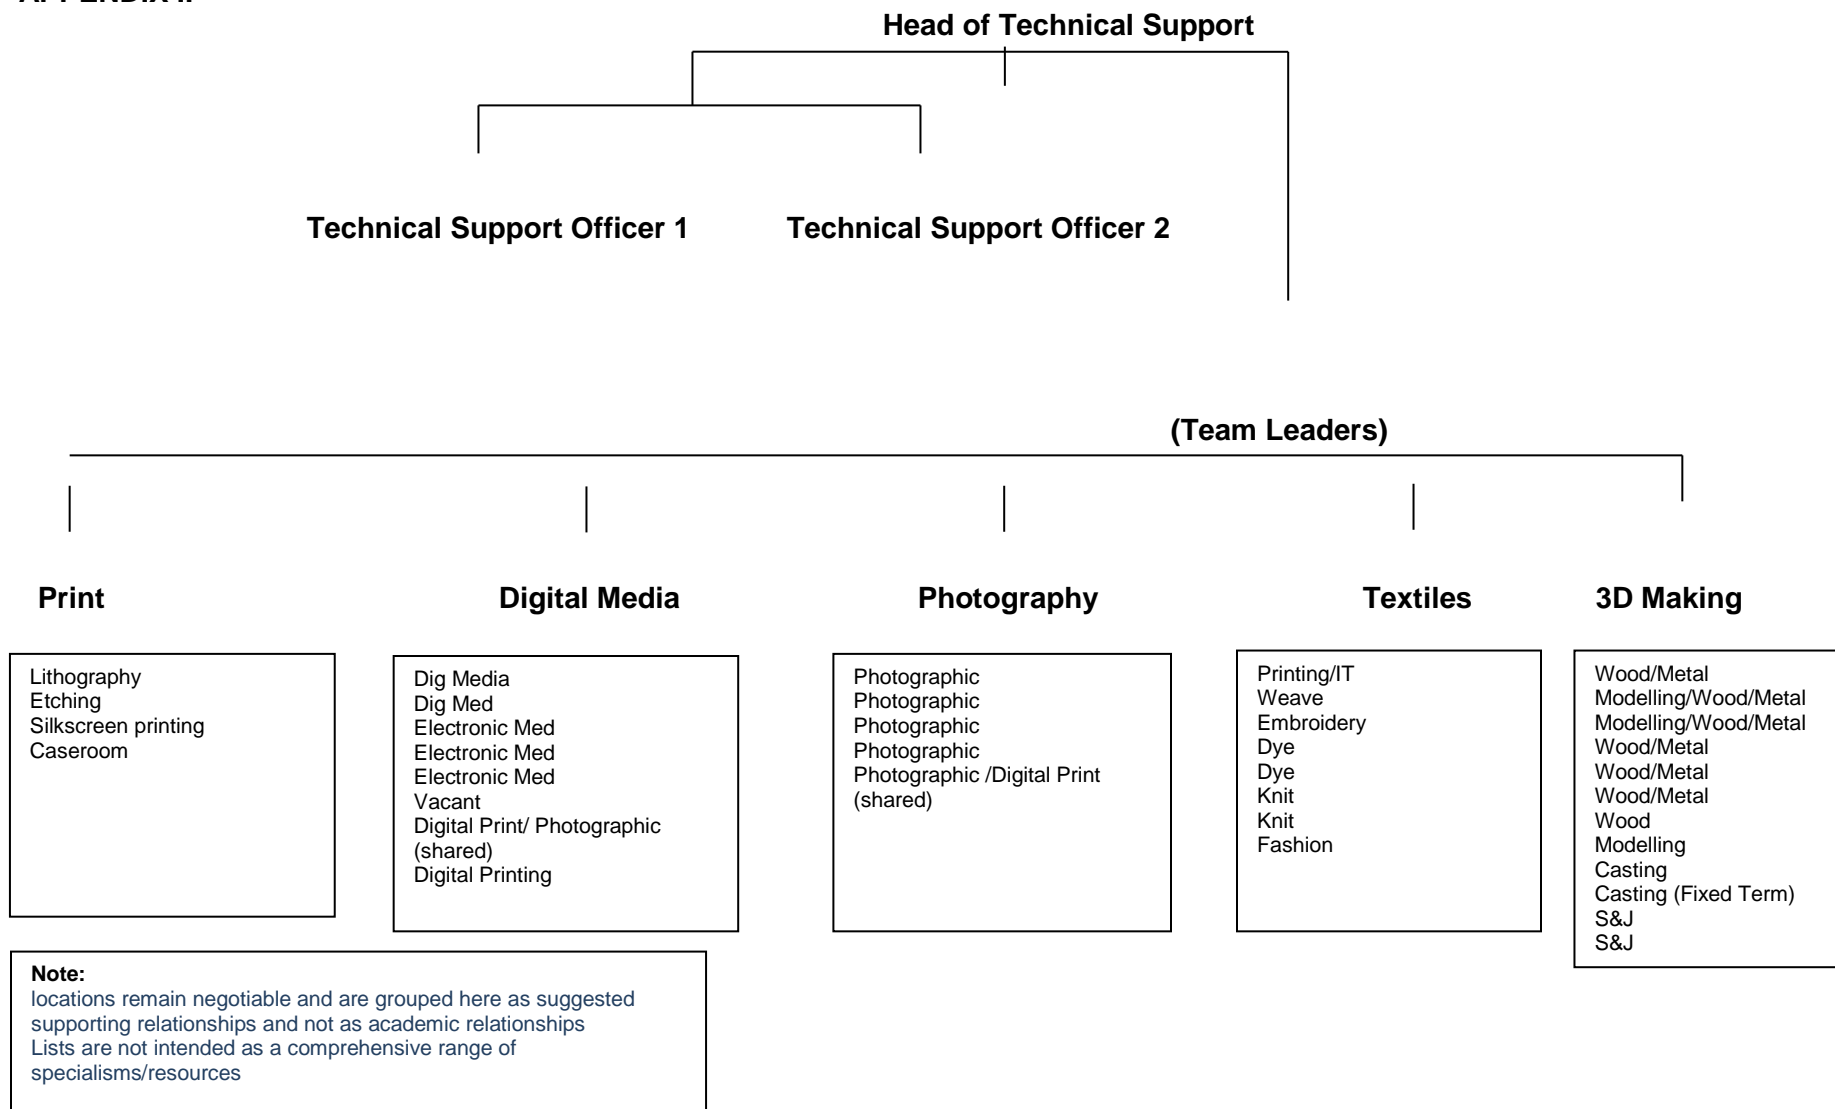 Head of Technical Support
Technical Support Officer 1
Technical Support Officer 2
(Team Leaders)
Print
Digital Media
Photography
Textiles
3D Making
Lithography
Etching
Silkscreen printing
Caseroom
Dig Media
Dig Med
Electronic Med
Electronic Med
Electronic Med
Vacant
Digital Print/ Photographic
(shared)
Digital Printing
Photographic
Photographic
Photographic
Photographic
Photographic /Digital Print
(shared)
Printing/IT
Weave
Embroidery
Dye
Dye
Knit
Knit
Fashion
Wood/Metal
Modelling/Wood/Metal
Modelling/Wood/Metal
Wood/Metal
Wood/Metal
Wood/Metal
Wood
Modelling
Casting
Casting (Fixed Term)
S&J
S&J
Note:
locations remain negotiable and are grouped here as suggested
supporting relationships and not as academic relationships
Lists are not intended as a comprehensive range of
specialisms/resources